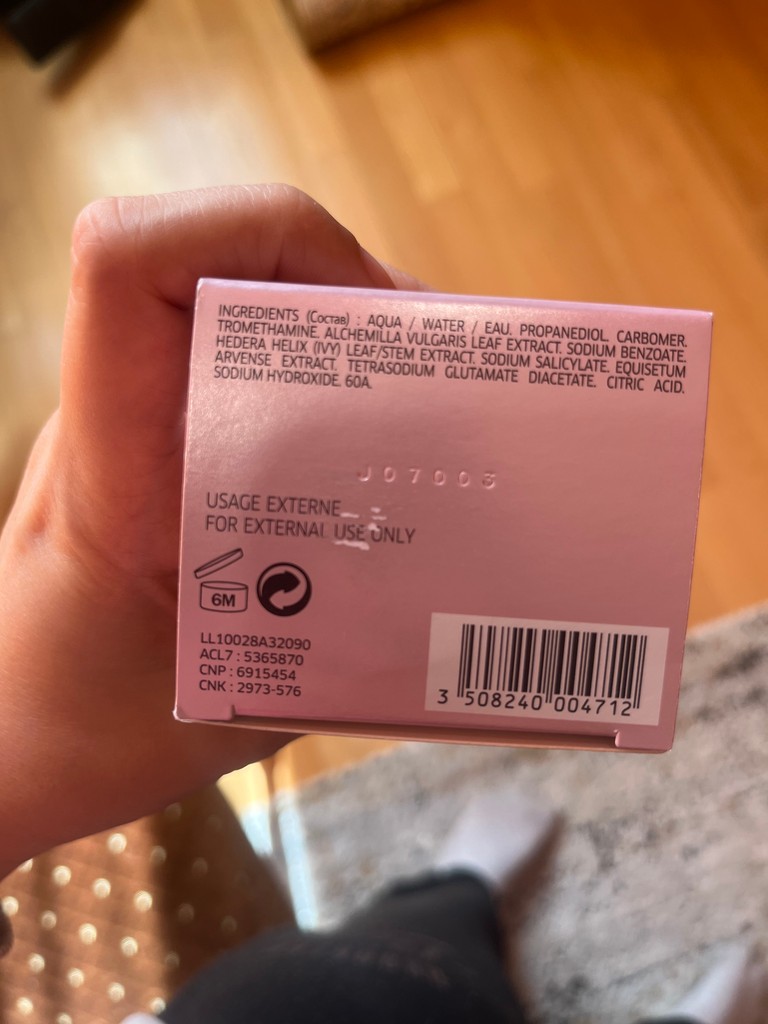 INGREDIENTS (Состав) : AQUA / WATER / EAU. PROPANEDIOL. CARBOMER.
TROMETHAMINE. ALCHEMILLA VULGARIS LEAF EXTRACT. SODIUM BENZOATE.
HEDERA HELIX (IVY) LEAF/STEM EXTRACT. SODIUM SALICYLATE. EQUISETUM
ARVENSE EXTRACT. TETRASODIUM GLUTAMATE DIACETATE. CITRIC ACID.
SODIUM HYDROXIDE. 60A.
J07003
USAGE EXTERNE
FOR EXTERNAL USE ONLY
6M
LL10028A32090
ACL7 : 5365870
CNP : 6915454
CNK : 2973-576
3 508240 004712